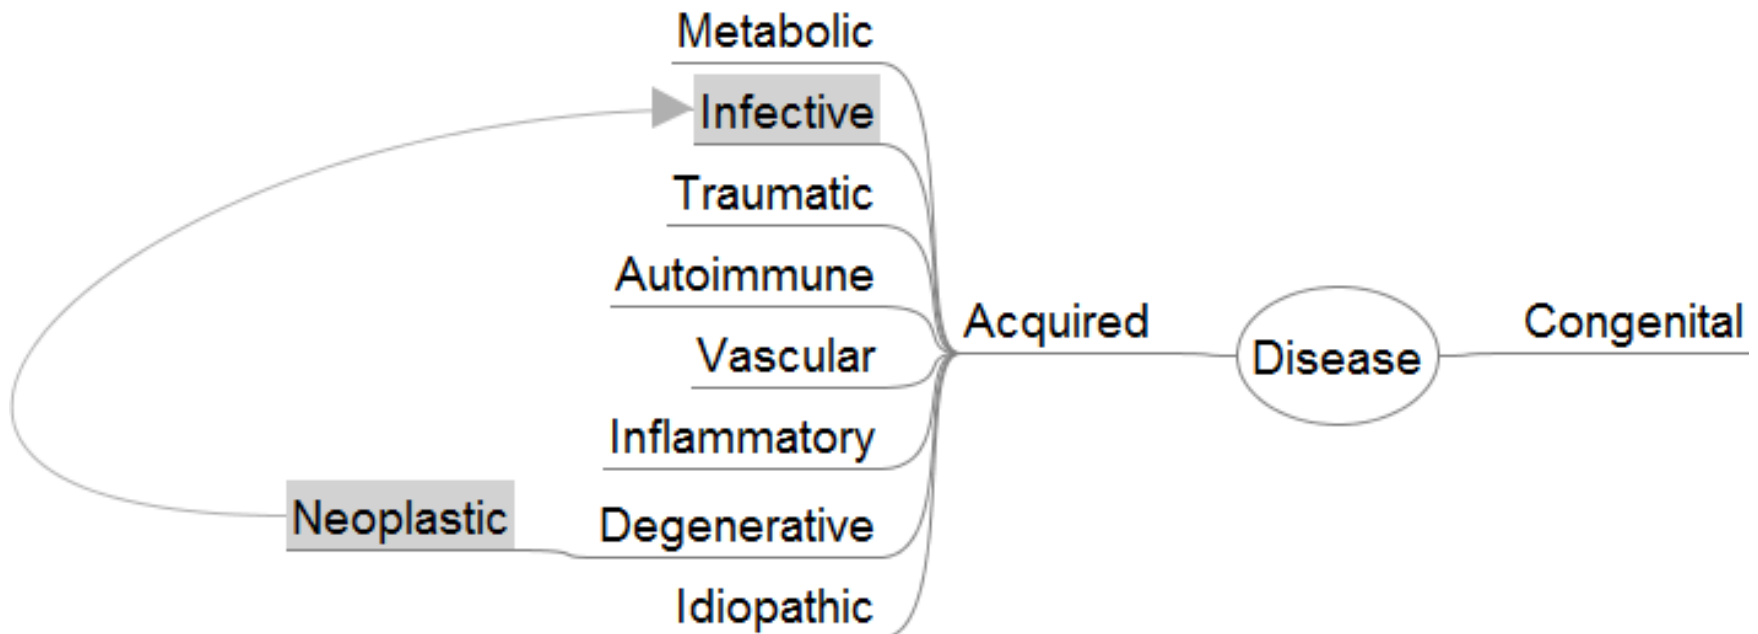 Metabolic
Infective
Traumatic
Autoimmune
Vascular
Inflammatory
Neoplastic
Degenerative
Idiopathic
Acquired
Disease
Congenital